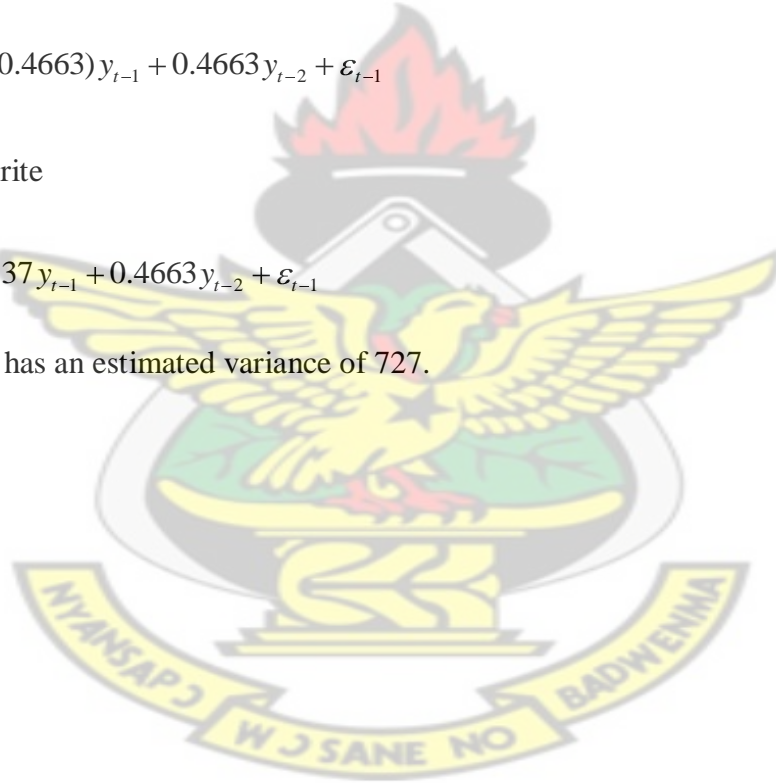 0.4663) y_{t-1} + 0.4663 y_{t-2} + ε_{t-1}
rite
37 y_{t-1} + 0.4663 y_{t-2} + ε_{t-1}
has an estimated variance of 727.
NYANSAPƆ
WƆSANE NO
BADWENMA